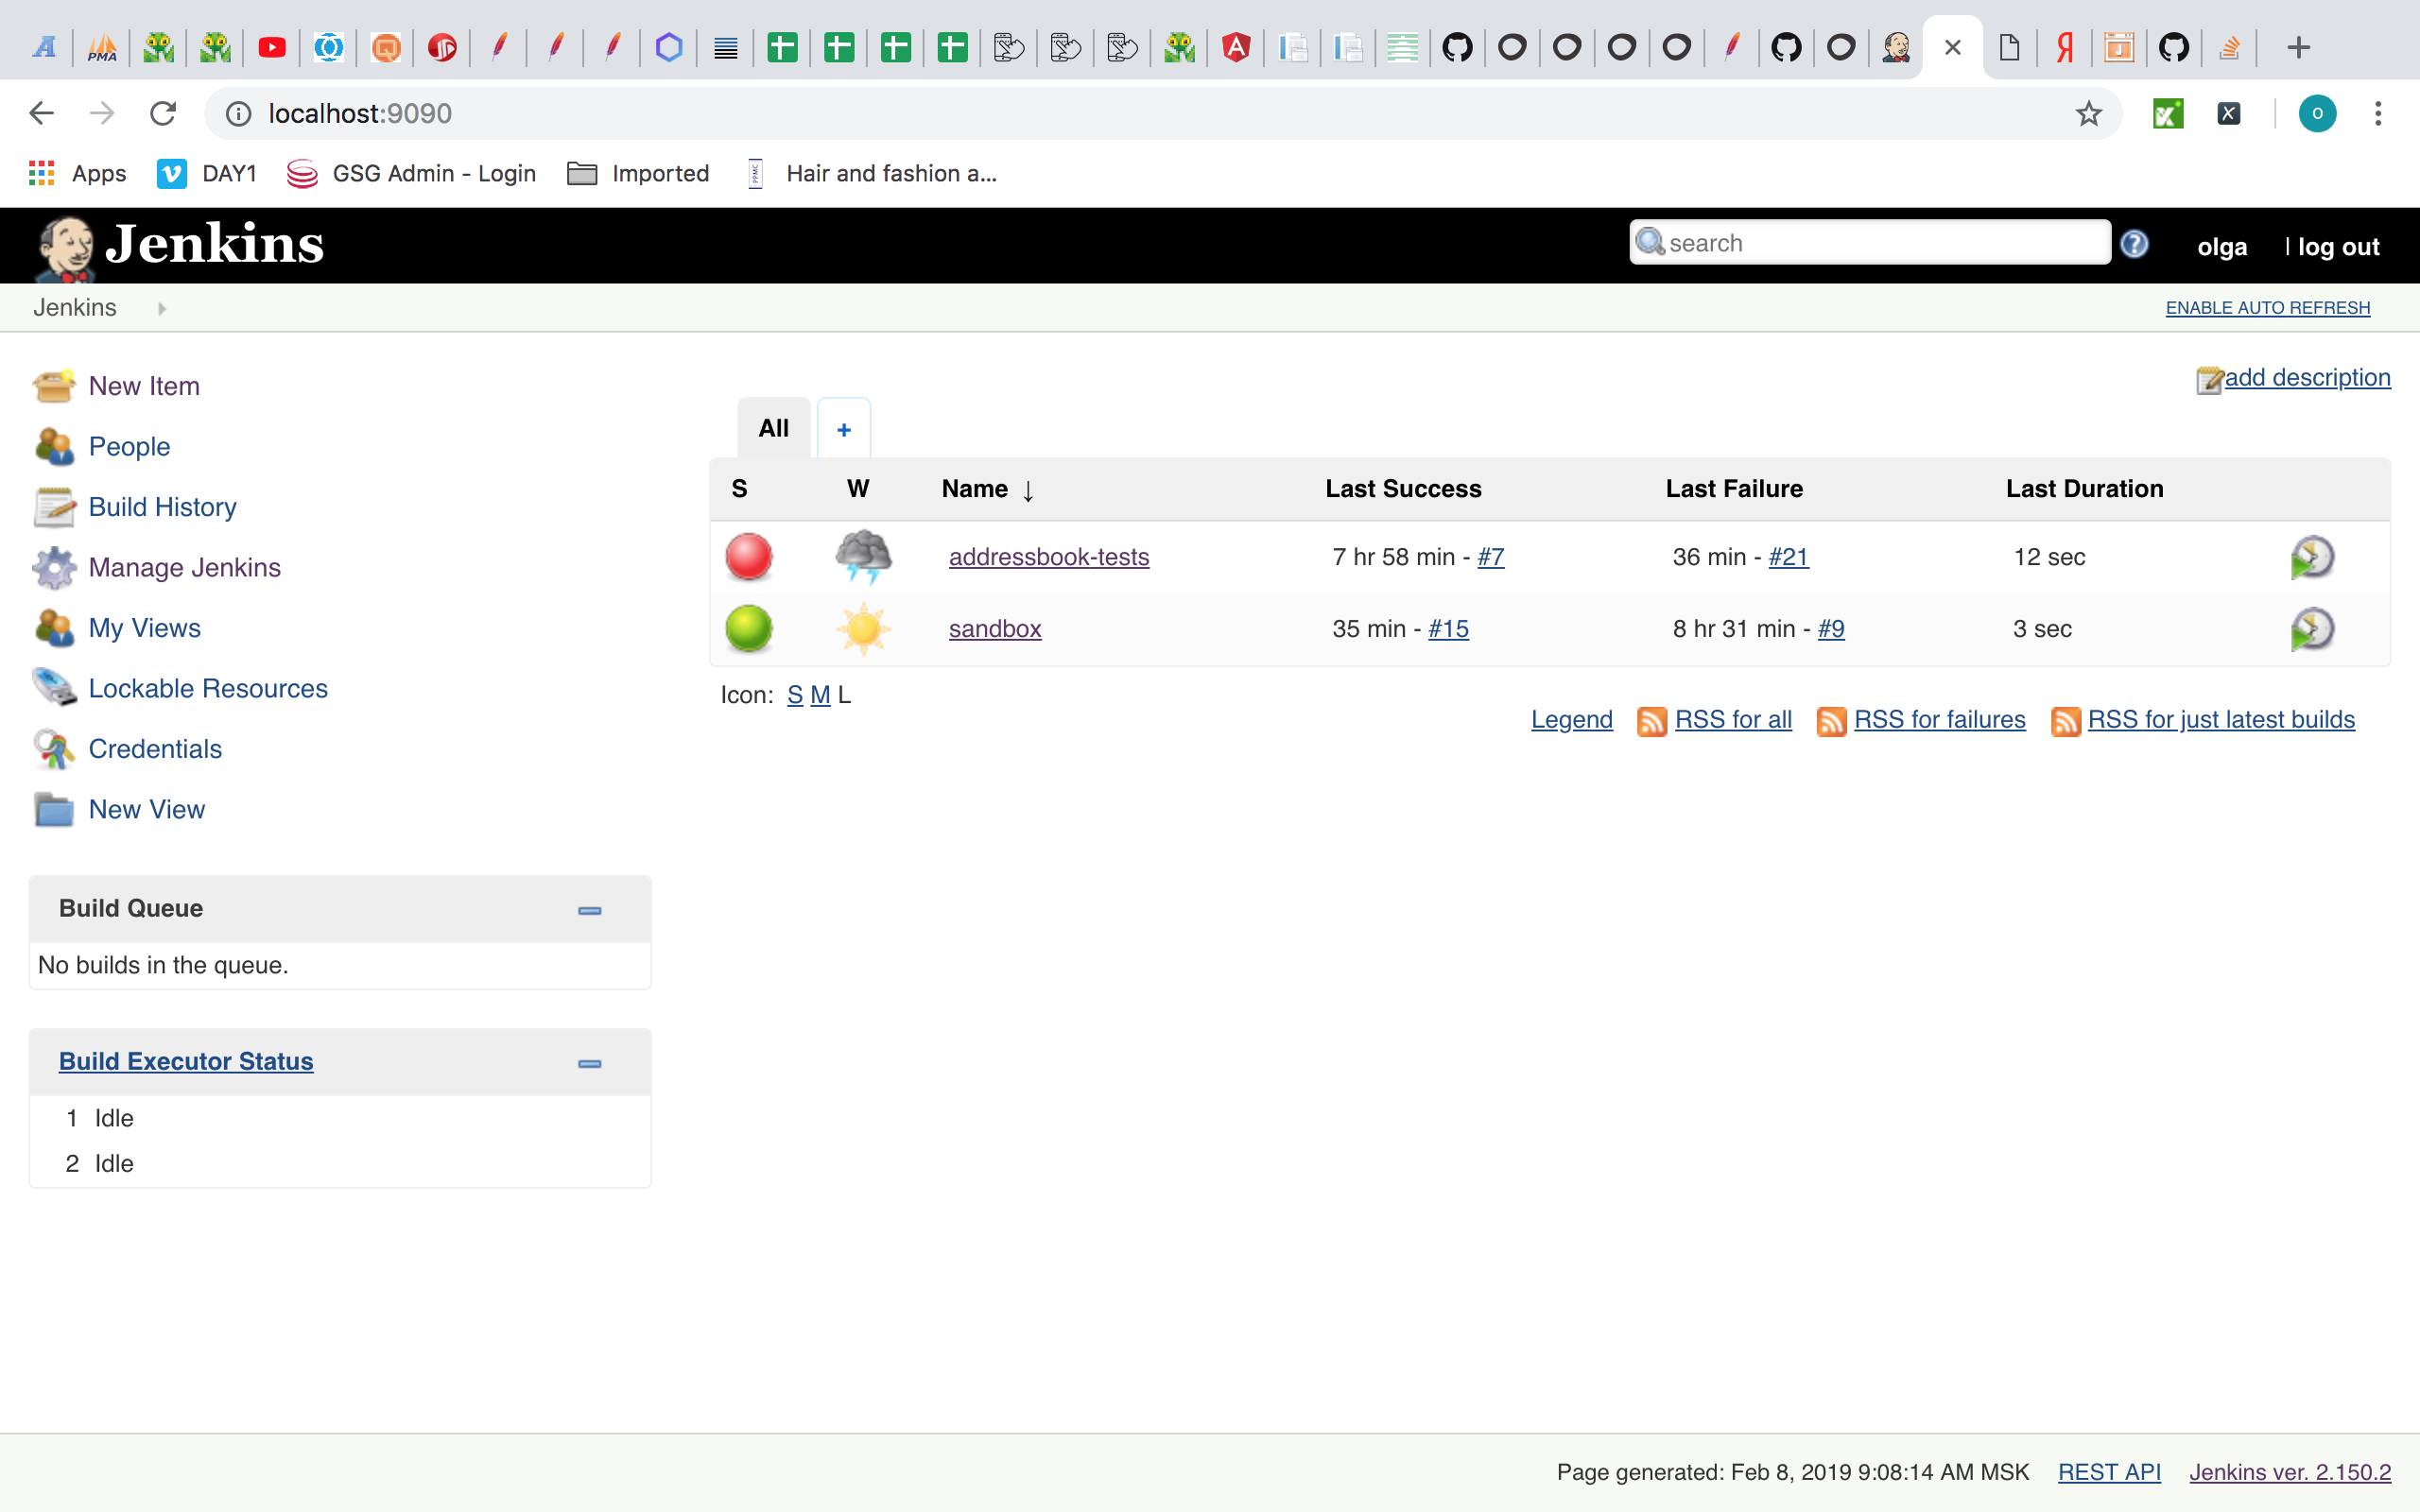 PMA
localhost:9090
Apps DAY1 GSG Admin - Login Imported Hair and fashion a...
Jenkins
search
olga | log out
Jenkins
ENABLE AUTO REFRESH
New Item
People
Build History
Manage Jenkins
My Views
Lockable Resources
Credentials
New View
Build Queue
No builds in the queue.
Build Executor Status
1 Idle
2 Idle
add description
All +
S W Name ↓ Last Success Last Failure Last Duration
addressbook-tests 7 hr 58 min - #7 36 min - #21 12 sec
sandbox 35 min - #15 8 hr 31 min - #9 3 sec
Icon: S M L
Legend RSS for all RSS for failures RSS for just latest builds
Page generated: Feb 8, 2019 9:08:14 AM MSK REST API Jenkins ver. 2.150.2